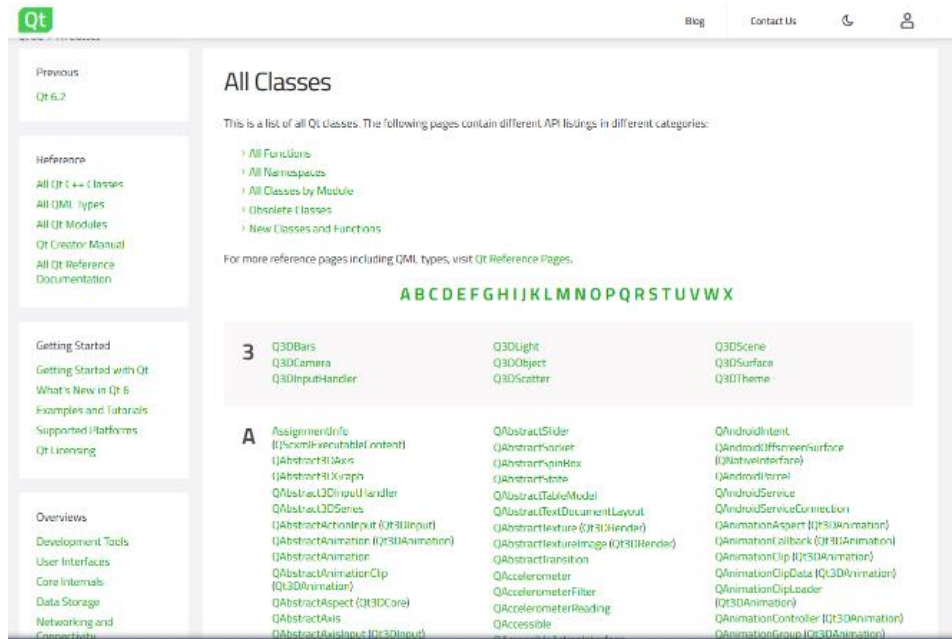 Qt
Blog
Contact Us
Previous
Qt 6.2
Reference
All Qt C++ Classes
All QML Types
All Qt Modules
Qt Creator Manual
All Qt Reference
Documentation
Getting Started
Getting Started with Qt
What's New in Qt 6
Examples and Tutorials
Supported Platforms
Qt Licensing
Overviews
Development Tools
User Interfaces
Core Internals
Data Storage
Networking and
Connectivity
All Classes
This is a list of all Qt classes. The following pages contain different API listings in different categories:
All Functions
All Namespaces
All Classes by Module
Obsolete Classes
New Classes and Functions
For more reference pages including QML types, visit Qt Reference Pages.
A B C D E F G H I J K L M N O P Q R S T U V W X
3
Q3DBars
Q3DCamera
Q3DInputHandler
Q3DLight
Q3DObject
Q3DScatter
Q3DScene
Q3DSurface
Q3DTheme
A
AssignmentInfo
(QScxmlExecutableContent)
QAbstract3DAxis
QAbstract3DGraph
QAbstract3DInputHandler
QAbstract3DSeries
QAbstractActionInput (Qt3DInput)
QAbstractAnimation (Qt3DAnimation)
QAbstractAnimation
QAbstractAnimationClip
(Qt3DAnimation)
QAbstractAspect (Qt3DCore)
QAbstractAxis
QAbstractAxisInput (Qt3DInput)
QAbstractSlider
QAbstractSocket
QAbstractSpinBox
QAbstractState
QAbstractTableModel
QAbstractTextDocumentLayout
QAbstractTexture (Qt3DRender)
QAbstractTextureImage (Qt3DRender)
QAbstractTransition
QAccelerometer
QAccelerometerFilter
QAccelerometerReading
QAccessible
QAndroidIntent
QAndroidOffscreenSurface
(QNativeInterface)
QAndroidParcel
QAndroidService
QAndroidServiceConnection
QAnimationAspect (Qt3DAnimation)
QAnimationCallback (Qt3DAnimation)
QAnimationClip (Qt3DAnimation)
QAnimationClipData (Qt3DAnimation)
QAnimationClipLoader
(Qt3DAnimation)
QAnimationController (Qt3DAnimation)
QAnimationGroup (Qt3DAnimation)